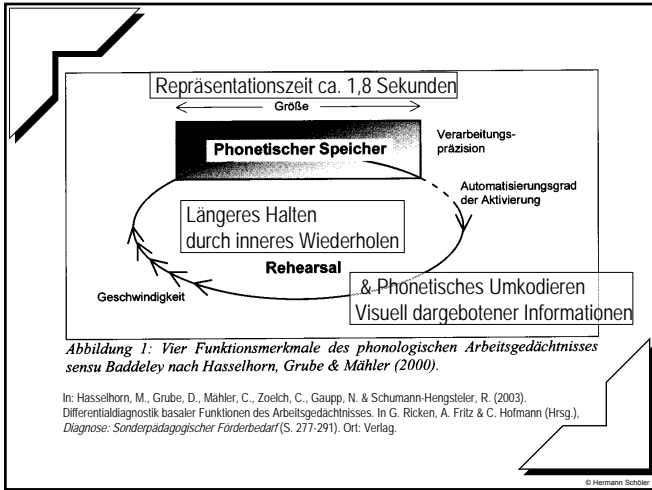 Repräsentationszeit ca. 1,8 Sekunden
Größe
Phonetischer Speicher
Verarbeitungs-
präzision
Automatisierungsgrad
der Aktivierung
Längeres Halten
durch inneres Wiederholen
Rehearsal
Geschwindigkeit
& Phonetisches Umkodieren
Visuell dargebotener Informationen
Abbildung 1: Vier Funktionsmerkmale des phonologischen Arbeitsgedächtnisses
sensu Baddeley nach Hasselhorn, Grube & Mähler (2000).
In: Hasselhorn, M., Grube, D., Mähler, C., Zoelch, C., Gaupp, N. & Schumann-Hengsteler, R. (2003).
Differentialdiagnostik basaler Funktionen des Arbeitsgedächtnisses. In G. Ricken, A. Fritz & C. Hofmann (Hrsg.),
Diagnose: Sonderpädagogischer Förderbedarf (S. 277-291). Ort: Verlag.
© Hermann Schöler